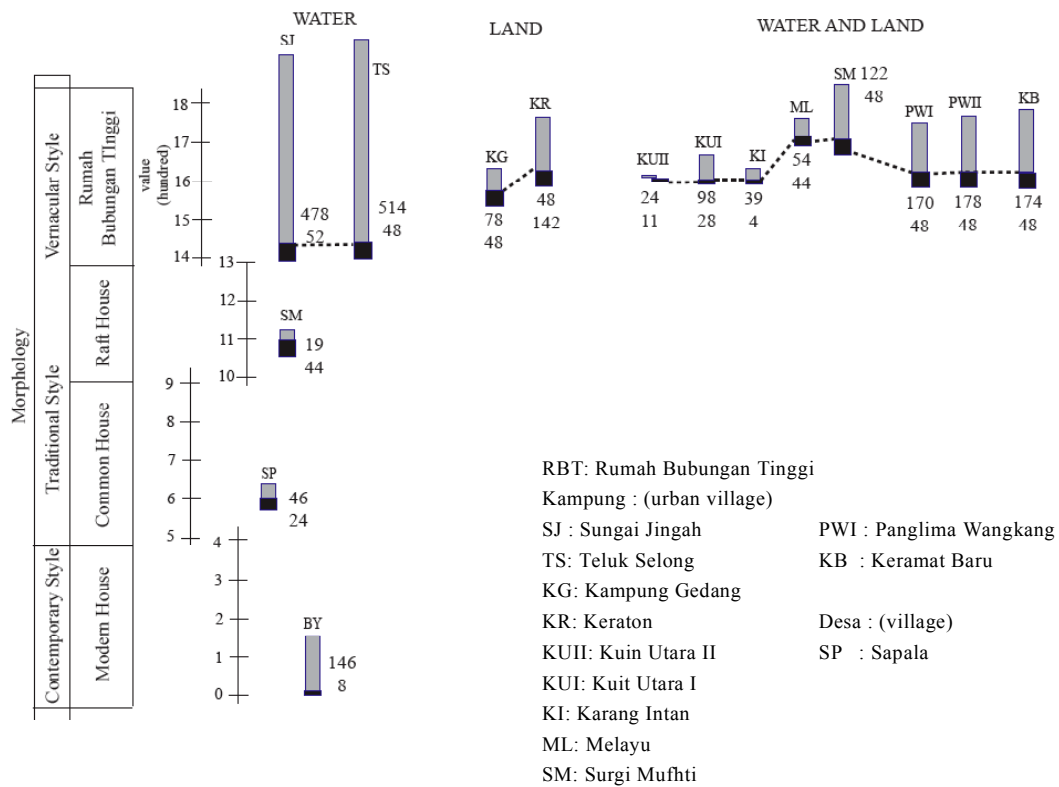 WATER
LAND
WATER AND LAND
SJ
TS
KG
KR
KUII
KUI
KI
ML
SM 122
48
PWI
PWII
KB
Morphology
Vernacular Style
Traditional Style
Contemporary Style
Rumah
Bubungan TInggi
Raft House
Common House
Modern House
value
(hundred)
18
17
16
15
14
478
52
514
48
78
48
48
142
24
11
98
28
39
4
54
44
170
48
178
48
174
48
13
12
11
10
SM
19
44
9
8
7
6
5
SP
46
24
4
3
2
1
0
BY
146
8
RBT: Rumah Bubungan Tinggi
Kampung : (urban village)
SJ : Sungai Jingah
TS: Teluk Selong
KG: Kampung Gedang
KR: Keraton
KUII: Kuin Utara II
KUI: Kuit Utara I
KI: Karang Intan
ML: Melayu
SM: Surgi Mufhti
PWI : Panglima Wangkang
KB : Keramat Baru
Desa : (village)
SP : Sapala